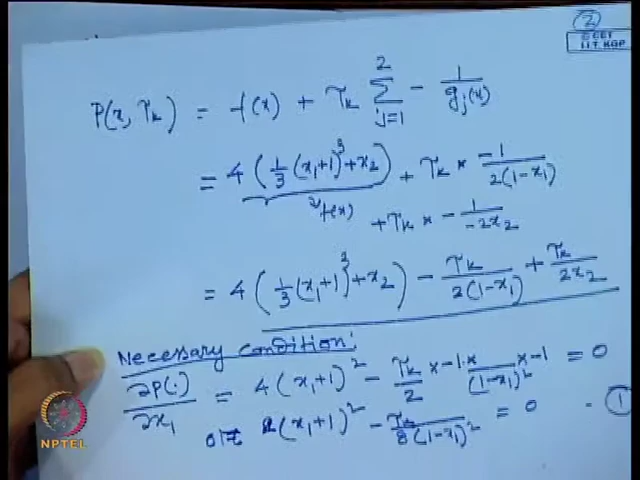 2
© CET
I.I.T. KGP
P(x, r_k) = f(x) + r_k Σ_{j=1}^{2} - 1/g_j(x)
= 4 (1/3 (x_1+1)^3 + x_2) + r_k * -1/2(1-x_1)
f(x) + r_k * - 1/-2x_2
= 4 (1/3 (x_1+1)^3 + x_2) - r_k/2(1-x_1) + r_k/2x_2
Necessary condition:
∂P(.)/∂x_1 = 4(x_1+1)^2 - r_k/2 × -1 × 1/(1-x_1)^2 × -1 = 0
(x_1+1)^2 - r_k/8(1-x_1)^2 = 0 - 1
NPTEL